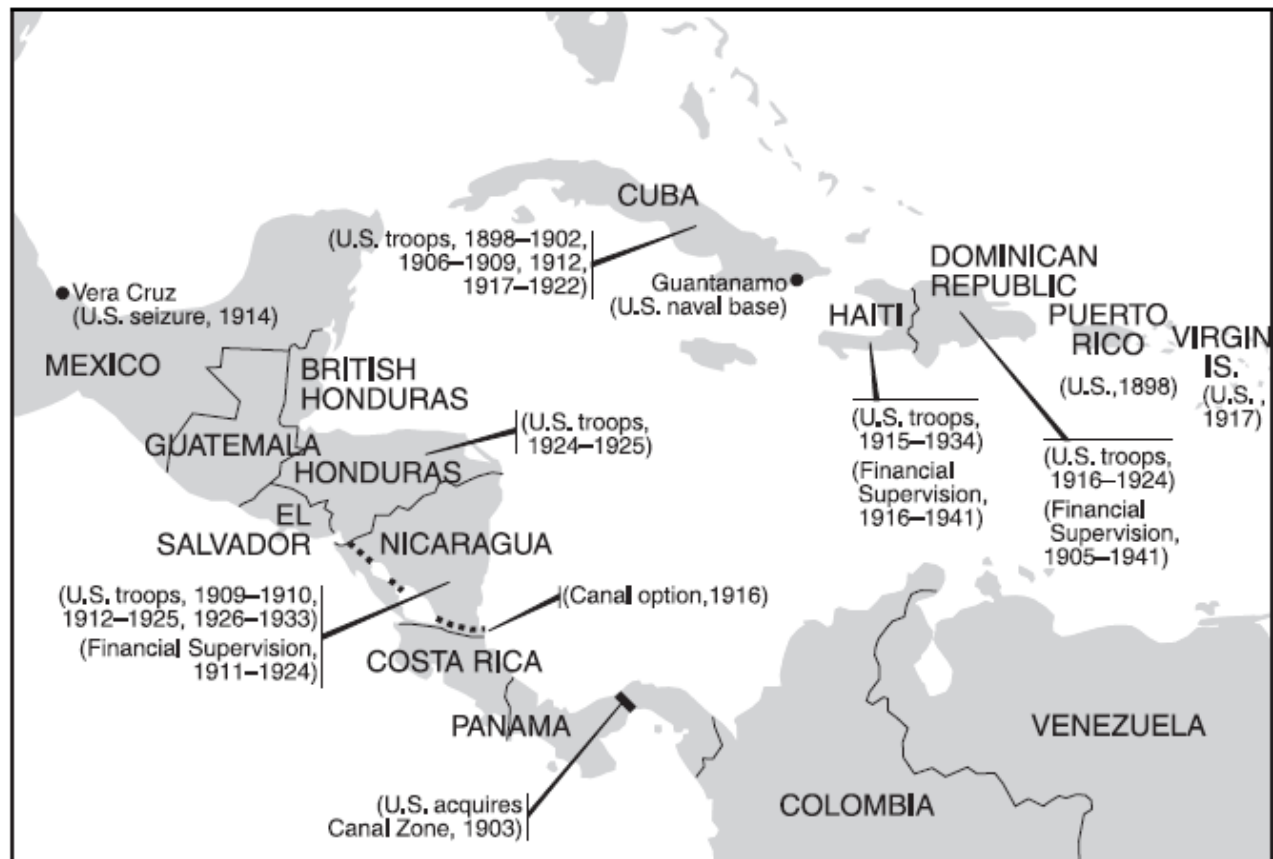 CUBA
(U.S. troops, 1898–1902,
1906–1909, 1912,
1917–1922)
Guantanamo
(U.S. naval base)
DOMINICAN
REPUBLIC
HAITI
PUERTO
RICO
(U.S.,1898)
VIRGIN
IS.
(U.S. ,
1917)
Vera Cruz
(U.S. seizure, 1914)
MEXICO
BRITISH
HONDURAS
(U.S. troops,
1924–1925)
GUATEMALA
HONDURAS
(U.S. troops,
1915–1934)
(Financial
Supervision,
1916–1941)
(U.S. troops,
1916–1924)
(Financial
Supervision,
1905–1941)
EL
SALVADOR
NICARAGUA
(U.S. troops, 1909–1910,
1912–1925, 1926–1933)
(Financial Supervision,
1911–1924)
(Canal option,1916)
COSTA RICA
PANAMA
VENEZUELA
COLOMBIA
(U.S. acquires
Canal Zone, 1903)